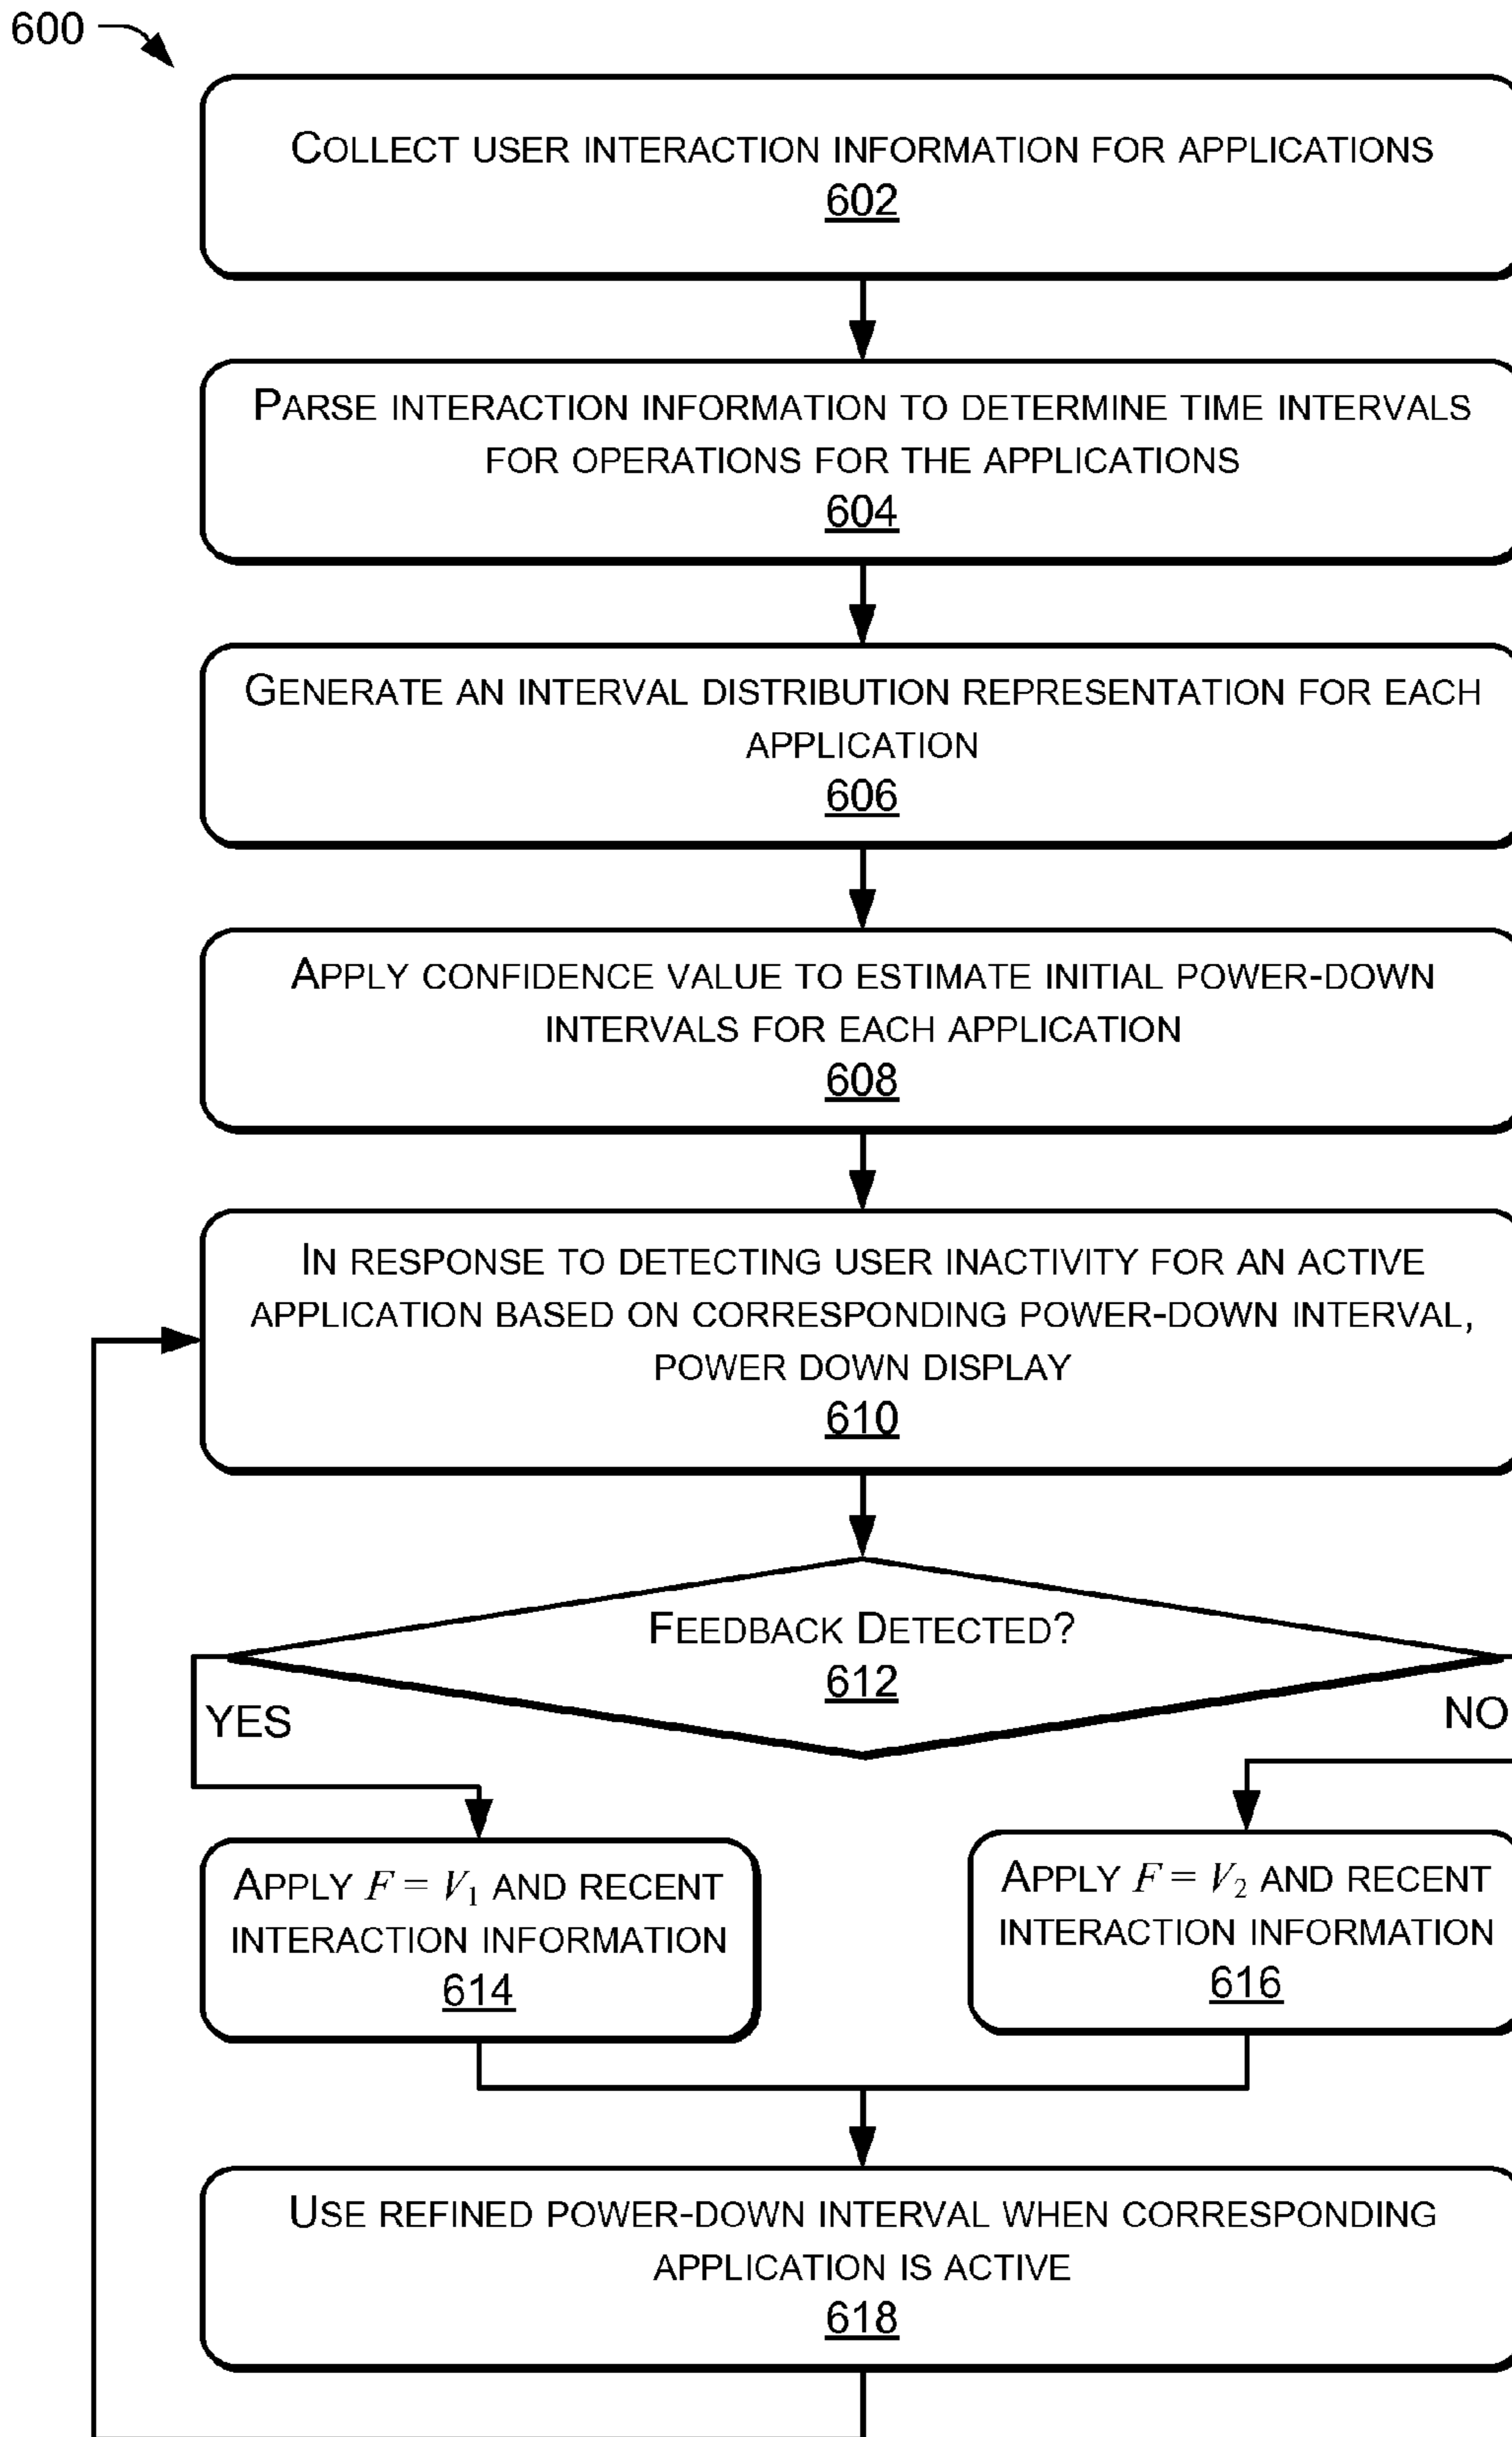 600
COLLECT USER INTERACTION INFORMATION FOR APPLICATIONS
602
PARSE INTERACTION INFORMATION TO DETERMINE TIME INTERVALS
FOR OPERATIONS FOR THE APPLICATIONS
604
GENERATE AN INTERVAL DISTRIBUTION REPRESENTATION FOR EACH
APPLICATION
606
APPLY CONFIDENCE VALUE TO ESTIMATE INITIAL POWER-DOWN
INTERVALS FOR EACH APPLICATION
608
IN RESPONSE TO DETECTING USER INACTIVITY FOR AN ACTIVE
APPLICATION BASED ON CORRESPONDING POWER-DOWN INTERVAL,
POWER DOWN DISPLAY
610
FEEDBACK DETECTED?
612
YES
NO
APPLY F = V₁ AND RECENT
INTERACTION INFORMATION
614
APPLY F = V₂ AND RECENT
INTERACTION INFORMATION
616
USE REFINED POWER-DOWN INTERVAL WHEN CORRESPONDING
APPLICATION IS ACTIVE
618